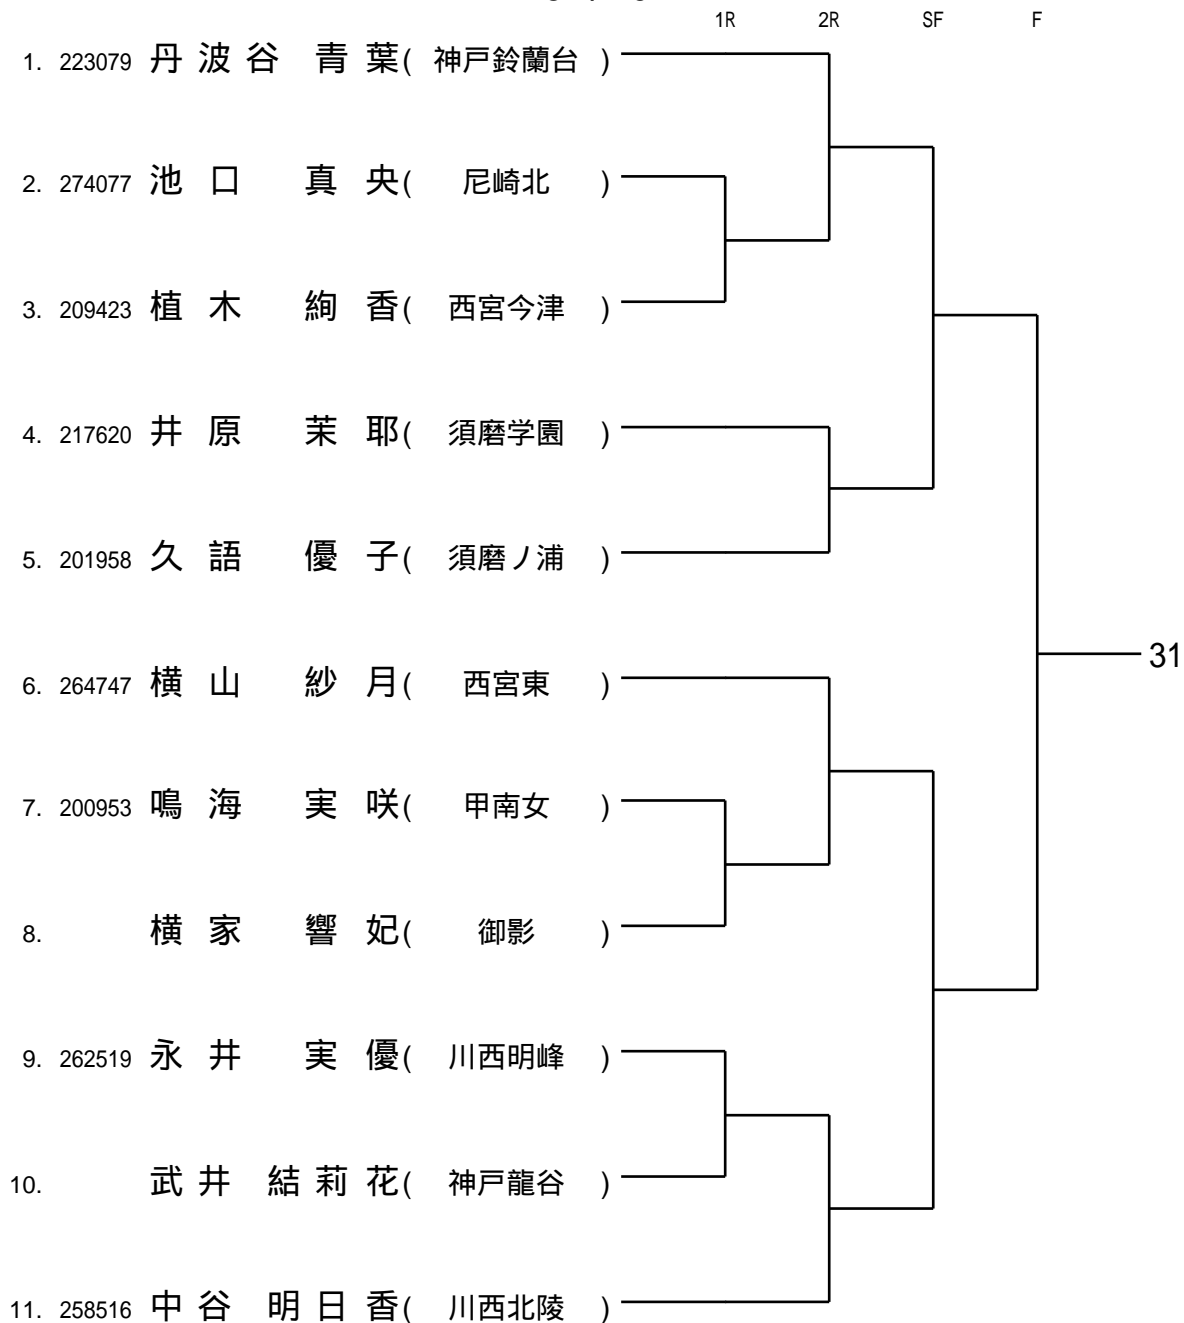 1R 2R SF F
1. 223079 丹波谷 青葉( 神戸鈴蘭台 )
2. 274077 池口 真央( 尼崎北 )
3. 209423 植木 絢香( 西宮今津 )
4. 217620 井原 茉耶( 須磨学園 )
5. 201958 久語 優子( 須磨ノ浦 )
31
6. 264747 横山 紗月( 西宮東 )
7. 200953 鳴海 実咲( 甲南女 )
8. 横家 響妃( 御影 )
9. 262519 永井 実優( 川西明峰 )
10. 武井 結莉花( 神戸龍谷 )
11. 258516 中谷 明日香( 川西北陵 )